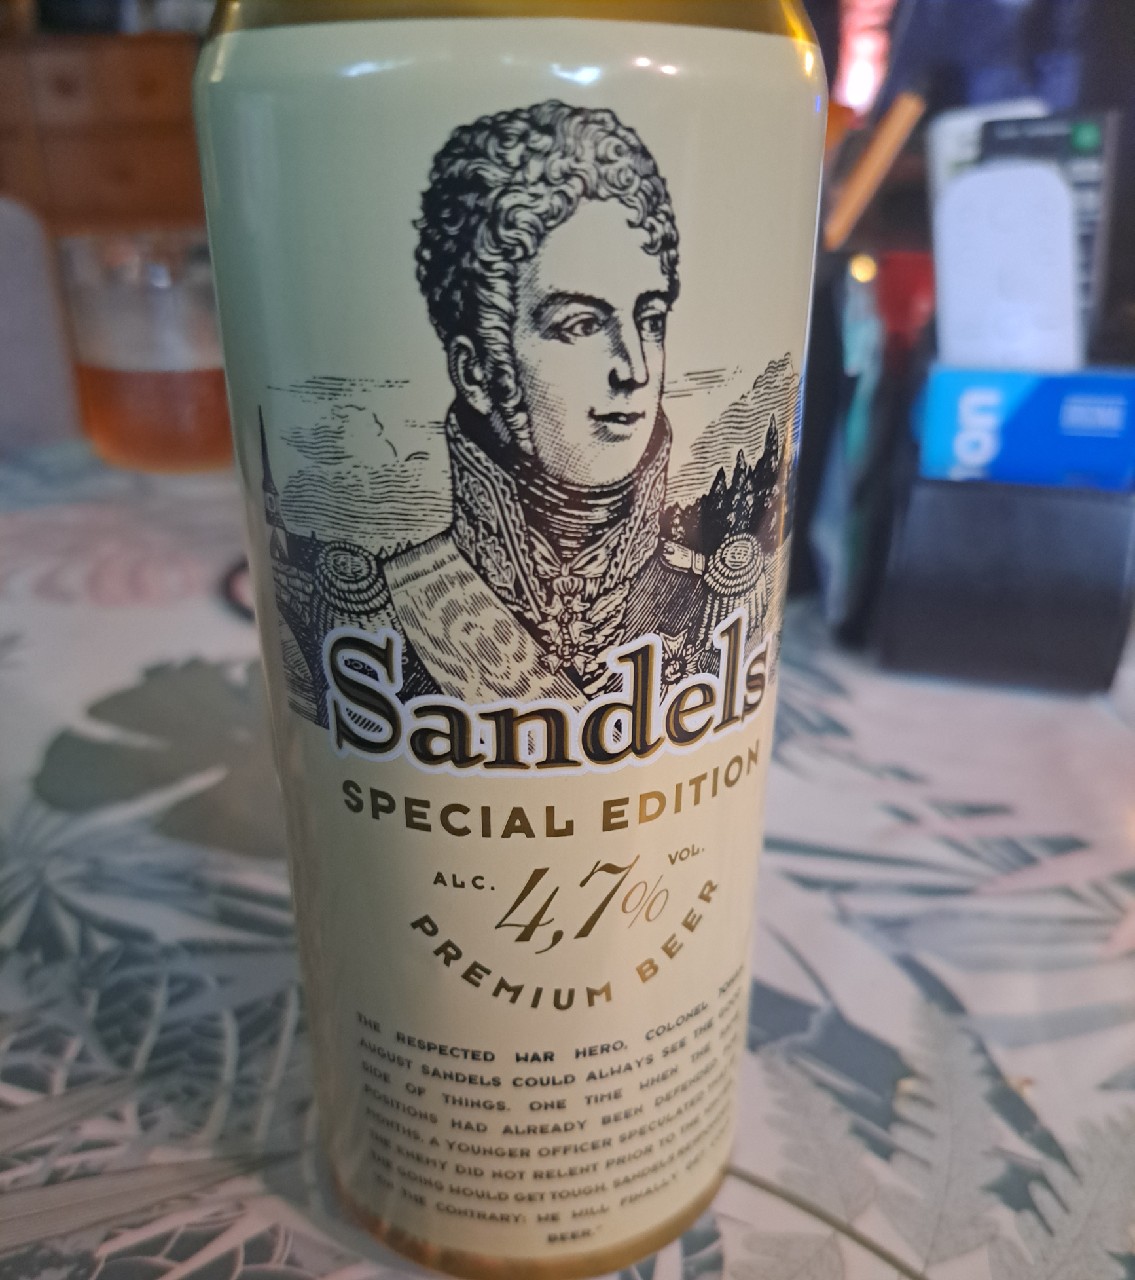 Sandels
SPECIAL EDITION
ALC. 4,7% VOL.
PREMIUM BEER
THE RESPECTED WAR HERO, COLONEL
AUGUST SANDELS COULD ALWAYS SEE THE GOOD
SIDE OF THINGS. ONE TIME WHEN THE
POSITIONS HAD ALREADY BEEN DEFENDED
MONTHS, A YOUNGER OFFICER SPECULATED THAT
THE ENEMY DID NOT RELENT PRIOR TO THE
THE GOING WOULD GET TOUGH. SANDELS
THE CONTRARY: WE WILL FINALLY GET
BEER."
on